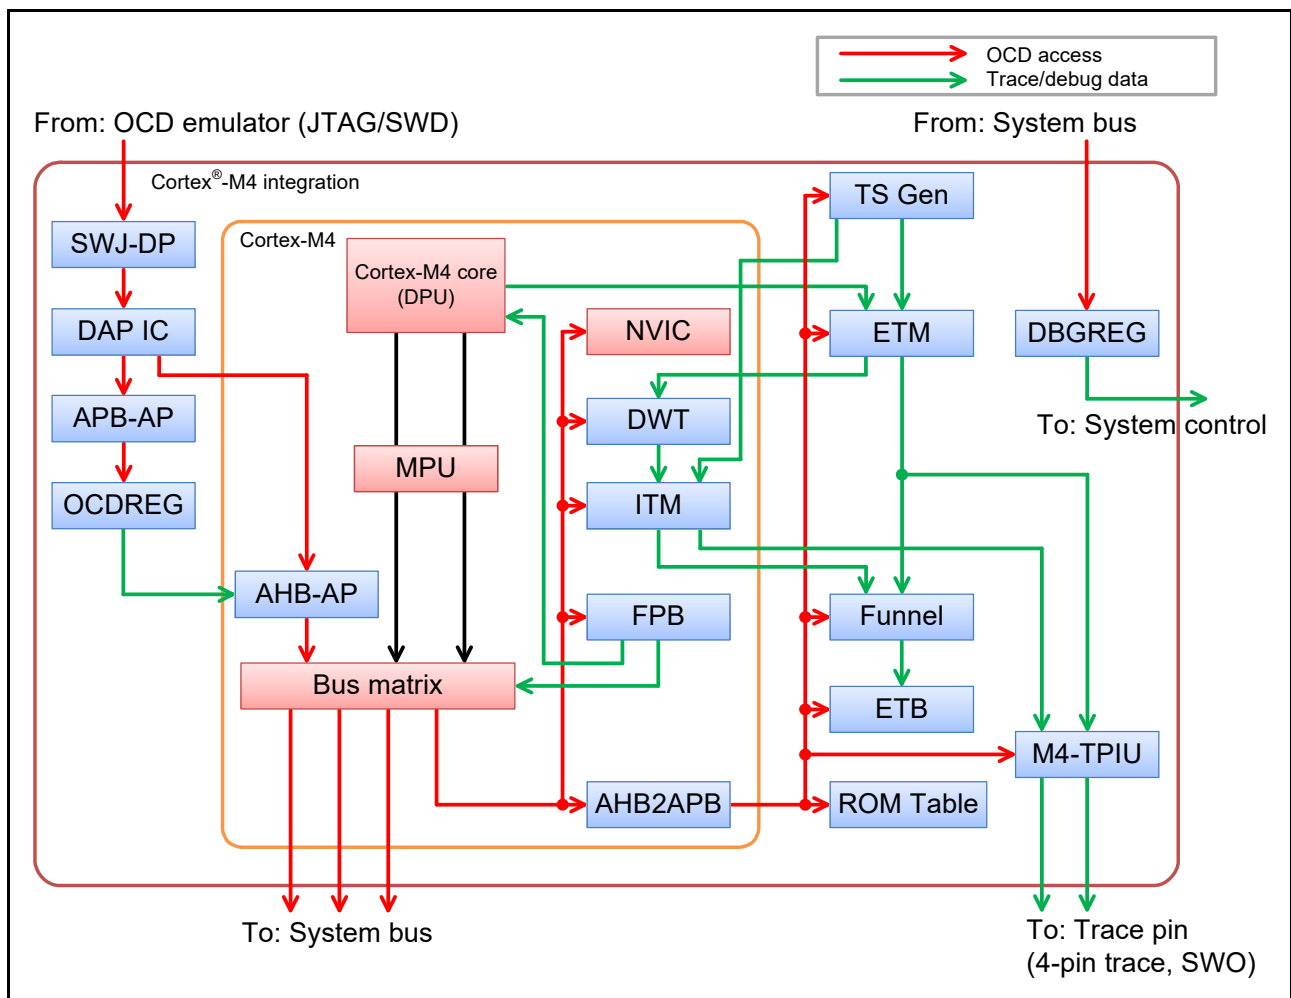 OCD access
Trace/debug data
From: OCD emulator (JTAG/SWD)
From: System bus
Cortex®-M4 integration
TS Gen
SWJ-DP
Cortex-M4
Cortex-M4 core
(DPU)
DAP IC
NVIC
ETM
DBGREG
APB-AP
DWT
To: System control
MPU
OCDREG
ITM
AHB-AP
FPB
Funnel
Bus matrix
ETB
M4-TPIU
AHB2APB
ROM Table
To: System bus
To: Trace pin
(4-pin trace, SWO)